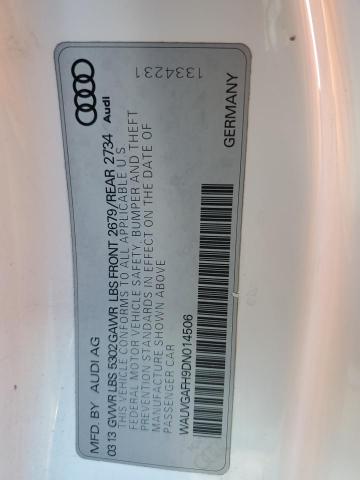 MFD. BY AUDI AG
Audi
0313 GVWR LBS 5302 GAWR LBS FRONT 2679/REAR 2734
THIS VEHICLE CONFORMS TO ALL APPLICABLE U S
FEDERAL MOTOR VEHICLE SAFETY, BUMPER AND THEFT
PREVENTION STANDARDS IN EFFECT ON THE DATE OF
MANUFACTURE SHOWN ABOVE
PASSENGER CAR
WAUVGAFH9DN014506
1334231
GERMANY